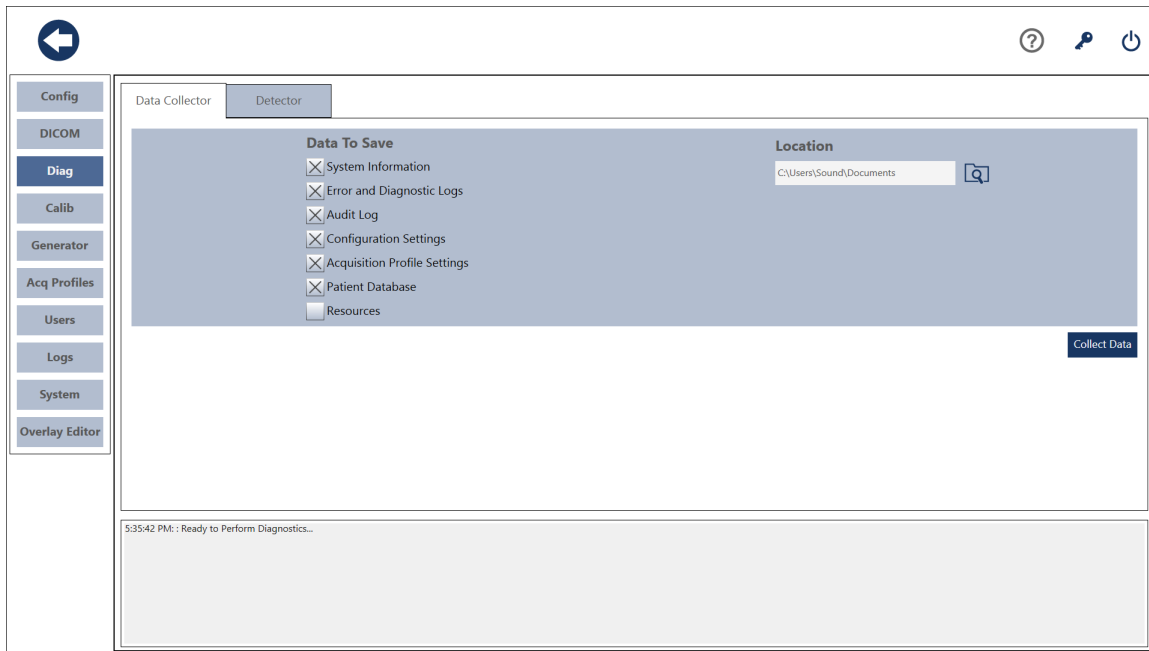 ?
Config
DICOM
Diag
Calib
Generator
Acq Profiles
Users
Logs
System
Overlay Editor
Data Collector
Detector
Data To Save
System Information
Error and Diagnostic Logs
Audit Log
Configuration Settings
Acquisition Profile Settings
Patient Database
Resources
Location
C:\Users\Sound\Documents
Collect Data
5:35:42 PM: : Ready to Perform Diagnostics...